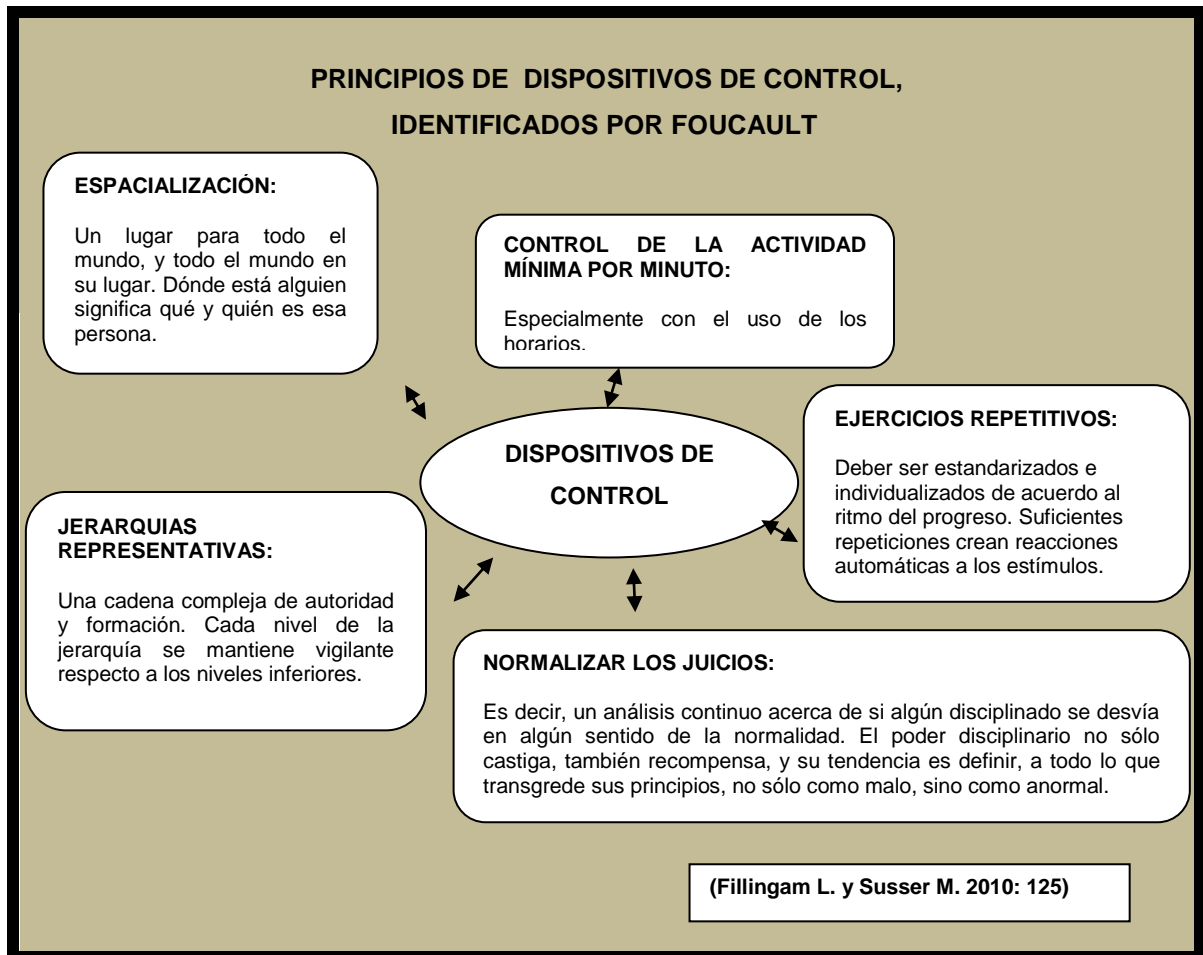 PRINCIPIOS DE DISPOSITIVOS DE CONTROL,
IDENTIFICADOS POR FOUCAULT
ESPACIALIZACIÓN:
Un lugar para todo el
mundo, y todo el mundo en
su lugar. Dónde está alguien
significa qué y quién es esa
persona.
CONTROL DE LA ACTIVIDAD
MÍNIMA POR MINUTO:
Especialmente con el uso de los
horarios.
DISPOSITIVOS DE
CONTROL
EJERCICIOS REPETITIVOS:
Deber ser estandarizados e
individualizados de acuerdo al
ritmo del progreso. Suficientes
repeticiones crean reacciones
automáticas a los estímulos.
JERARQUIAS
REPRESENTATIVAS:
Una cadena compleja de autoridad
y formación. Cada nivel de la
jerarquía se mantiene vigilante
respecto a los niveles inferiores.
NORMALIZAR LOS JUICIOS:
Es decir, un análisis continuo acerca de si algún disciplinado se desvía
en algún sentido de la normalidad. El poder disciplinario no sólo
castiga, también recompensa, y su tendencia es definir, a todo lo que
transgrede sus principios, no sólo como malo, sino como anormal.
(Fillingam L. y Susser M. 2010: 125)